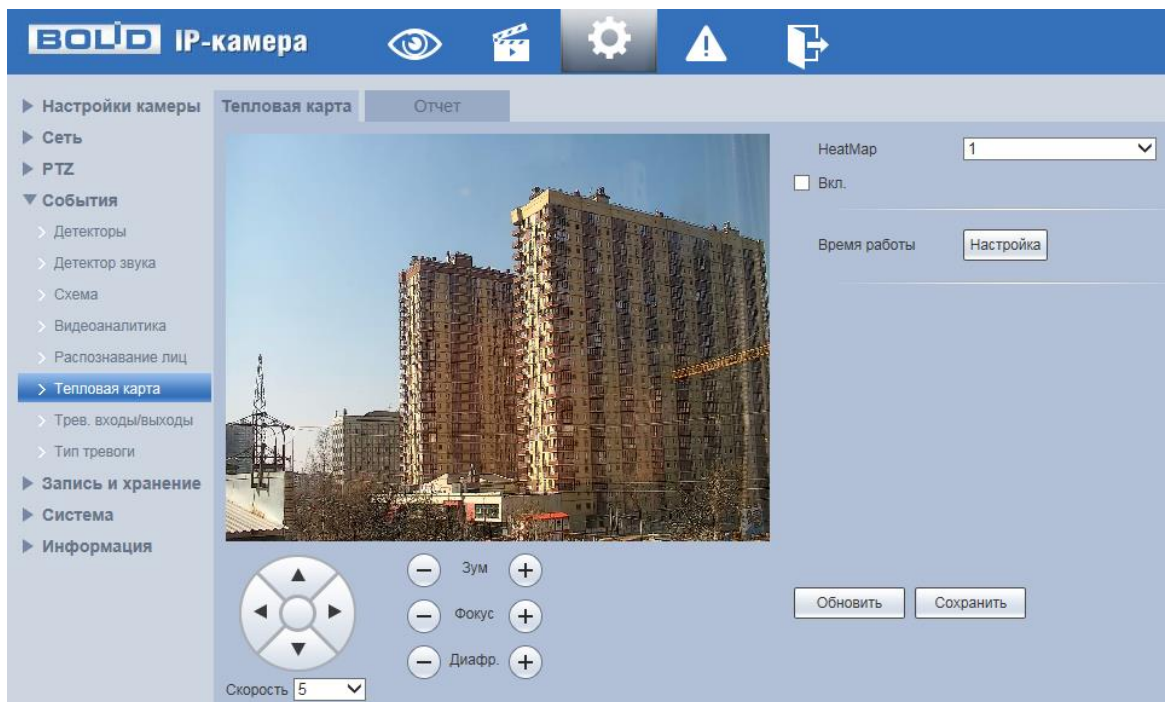 BOLID IP-камера
Настройки камеры
Сеть
PTZ
События
Детекторы
Детектор звука
Схема
Видеоаналитика
Распознавание лиц
Тепловая карта
Трев. входы/выходы
Тип тревоги
Запись и хранение
Система
Информация
Тепловая карта
Отчет
HeatMap 1
Вкл.
Время работы Настройка
Зум
Фокус
Диафр.
Скорость 5
Обновить Сохранить